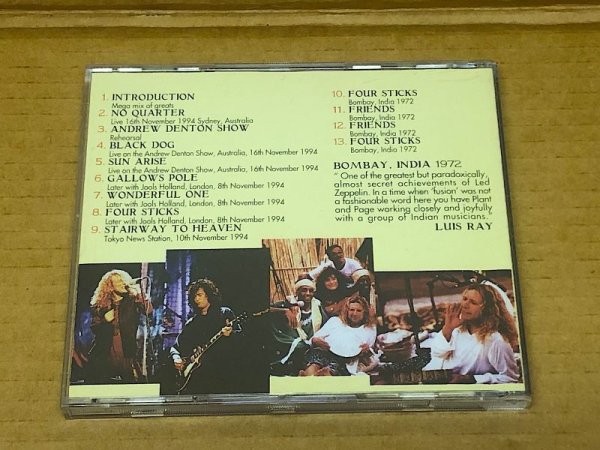 1. INTRODUCTION
Mega mix of greats
2. NO QUARTER
Live 16th November 1994 Sydney, Australia
3. ANDREW DENTON SHOW
Rehearsal
4. BLACK DOG
Live on the Andrew Denton Show, Australia, 16th November 1994
5. SUN ARISE
Live on the Andrew Denton Show, Australia, 16th November 1994
6. GALLOWS POLE
Later with Jools Holland, London, 8th November 1994
7. WONDERFUL ONE
Later with Jools Holland, London, 8th November 1994
8. FOUR STICKS
Later with Jools Holland, London, 8th November 1994
9. STAIRWAY TO HEAVEN
Tokyo News Station, 10th November 1994
10. FOUR STICKS
Bombay, India 1972
11. FRIENDS
Bombay, India 1972
12. FRIENDS
Bombay, India 1972
13. FOUR STICKS
Bombay, India 1972
BOMBAY, INDIA 1972
"One of the greatest but paradoxically,
almost secret achievements of Led
Zeppelin. In a time when 'fusion' was not
a fashionable word here you have Plant
and Page working closely and joyfully
with a group of Indian musicians."
LUIS RAY